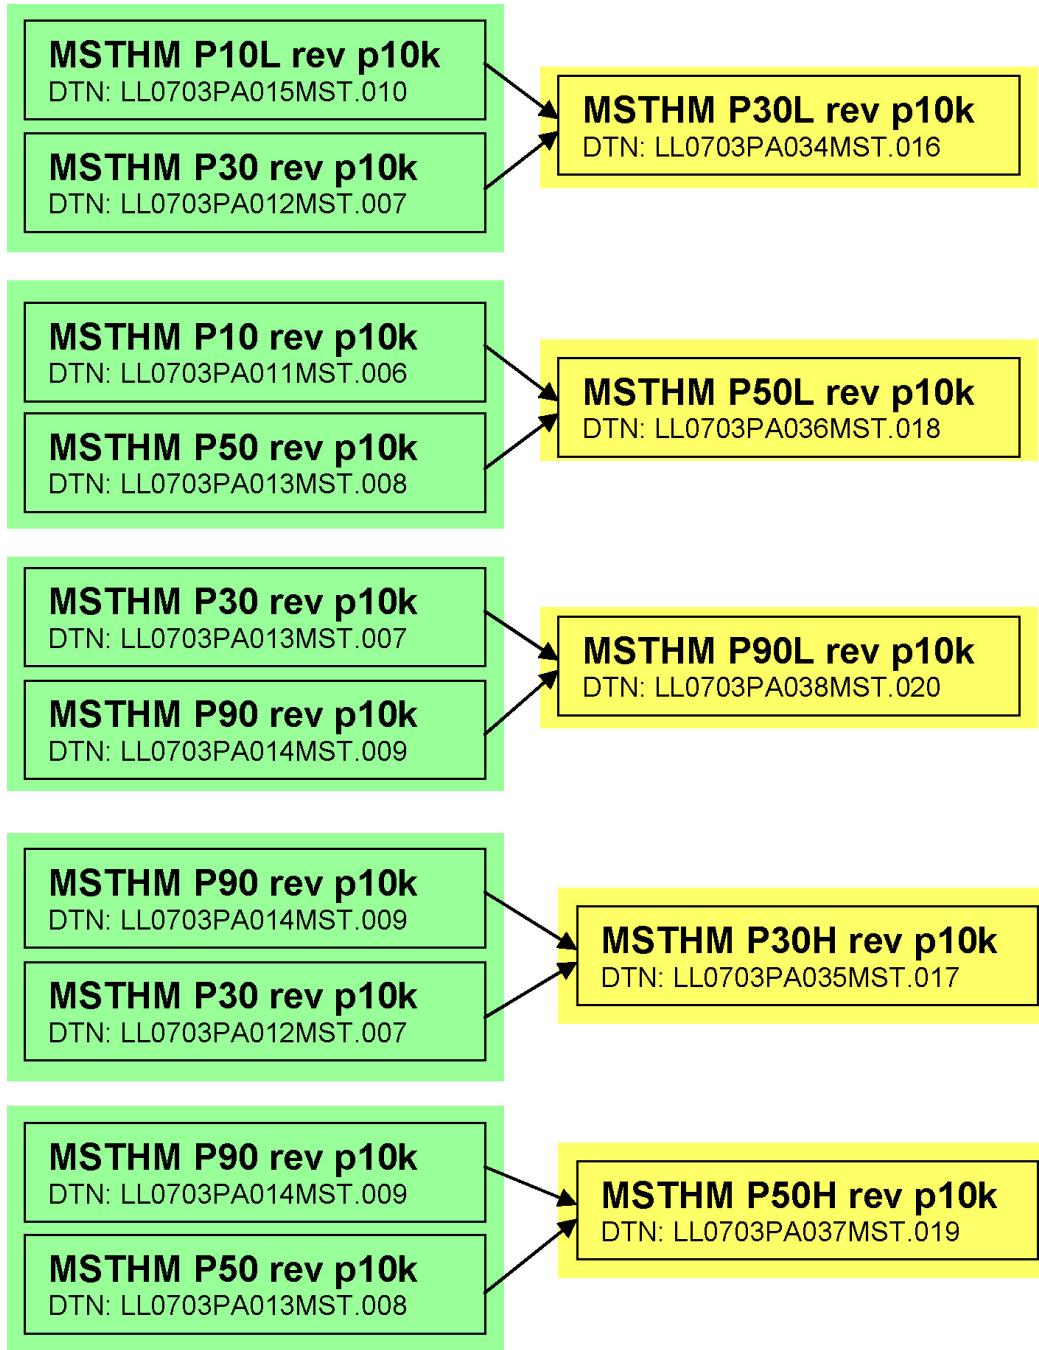 MSTHM P10L rev p10k
DTN: LL0703PA015MST.010
MSTHM P30 rev p10k
DTN: LL0703PA012MST.007
MSTHM P30L rev p10k
DTN: LL0703PA034MST.016
MSTHM P10 rev p10k
DTN: LL0703PA011MST.006
MSTHM P50 rev p10k
DTN: LL0703PA013MST.008
MSTHM P50L rev p10k
DTN: LL0703PA036MST.018
MSTHM P30 rev p10k
DTN: LL0703PA013MST.007
MSTHM P90 rev p10k
DTN: LL0703PA014MST.009
MSTHM P90L rev p10k
DTN: LL0703PA038MST.020
MSTHM P90 rev p10k
DTN: LL0703PA014MST.009
MSTHM P30 rev p10k
DTN: LL0703PA012MST.007
MSTHM P30H rev p10k
DTN: LL0703PA035MST.017
MSTHM P90 rev p10k
DTN: LL0703PA014MST.009
MSTHM P50 rev p10k
DTN: LL0703PA013MST.008
MSTHM P50H rev p10k
DTN: LL0703PA037MST.019